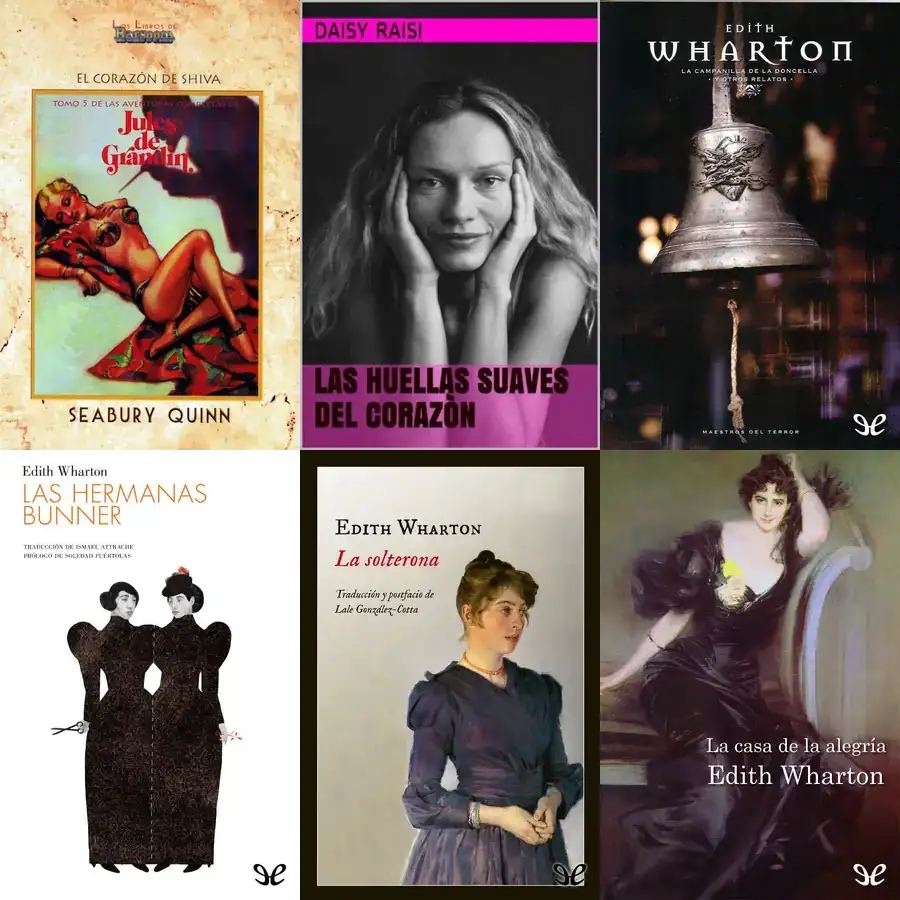 Los Libros de
Barsoom
EL CORAZÓN DE SHIVA
TOMO 5 DE LAS AVENTURAS COMPLETAS DE
Jules
de
Grandin
SEABURY QUINN
DAISY RAISI
LAS HUELLAS SUAVES
DEL CORAZÒN
EDITH
WHARTON
LA CAMPANILLA DE LA DONCELLA
· Y OTROS RELATOS ·
MAESTROS DEL TERROR
Edith Wharton
LAS HERMANAS
BUNNER
TRADUCCIÓN DE ISMAEL ATTRACHE
PRÓLOGO DE SOLEDAD PUÉRTOLAS
Edith Wharton
La solterona
Traducción y postfacio de
Lale González-Cotta
La casa de la alegría
Edith Wharton